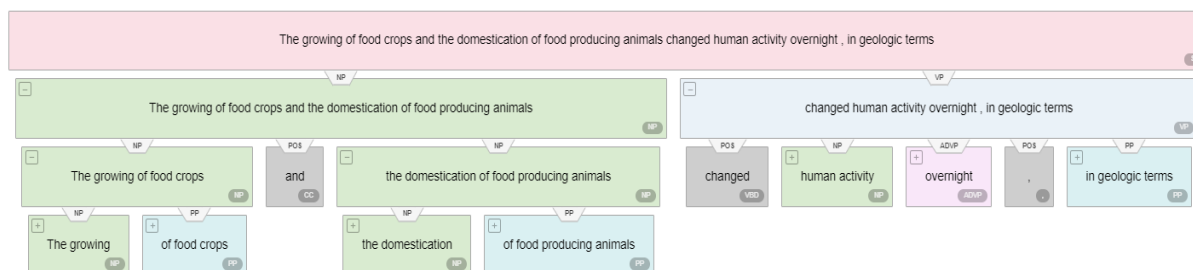 The growing of food crops and the domestication of food producing animals changed human activity overnight , in geologic terms
NP VP
− −
The growing of food crops and the domestication of food producing animals changed human activity overnight , in geologic terms
NP VP
NP POS NP POS NP ADVP POS PP
− − + + +
The growing of food crops and the domestication of food producing animals changed human activity overnight , in geologic terms
NP CC NP VBD NP ADVP , PP
NP PP NP PP
+ + + +
The growing of food crops the domestication of food producing animals
NP PP NP PP